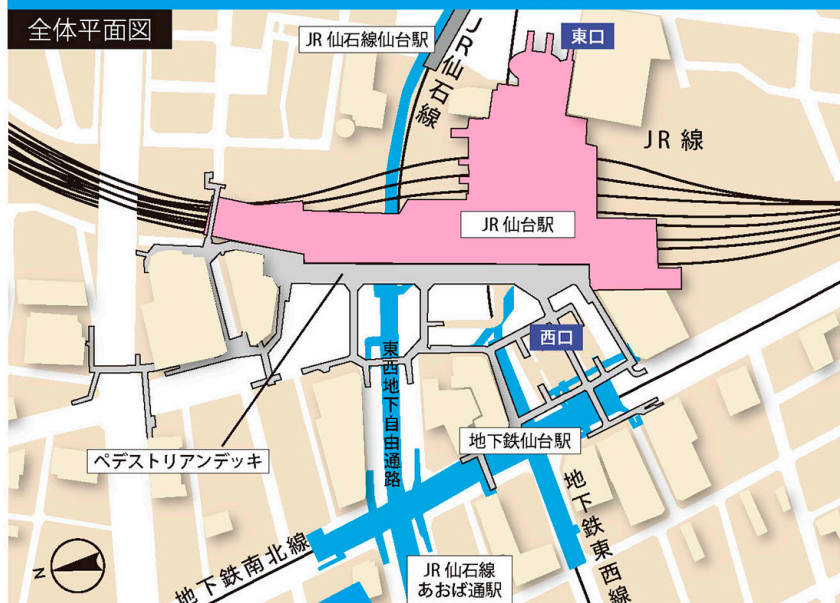 全体平面図
JR 仙石線仙台駅
JR仙石線
東口
JR 線
JR 仙台駅
西口
東西地下自由通路
ペデストリアンデッキ
地下鉄仙台駅
地下鉄南北線
地下鉄東西線
JR 仙石線
あおば通駅
N